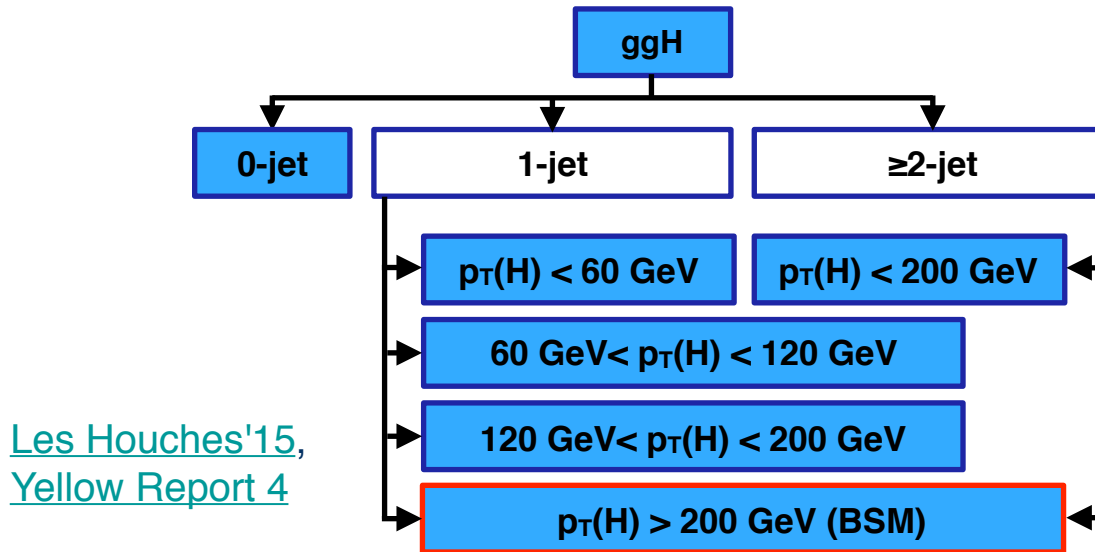 ggH
0-jet
1-jet
≥2-jet
pT(H) < 60 GeV
pT(H) < 200 GeV
60 GeV< pT(H) < 120 GeV
120 GeV< pT(H) < 200 GeV
pT(H) > 200 GeV (BSM)
Les Houches'15,
Yellow Report 4